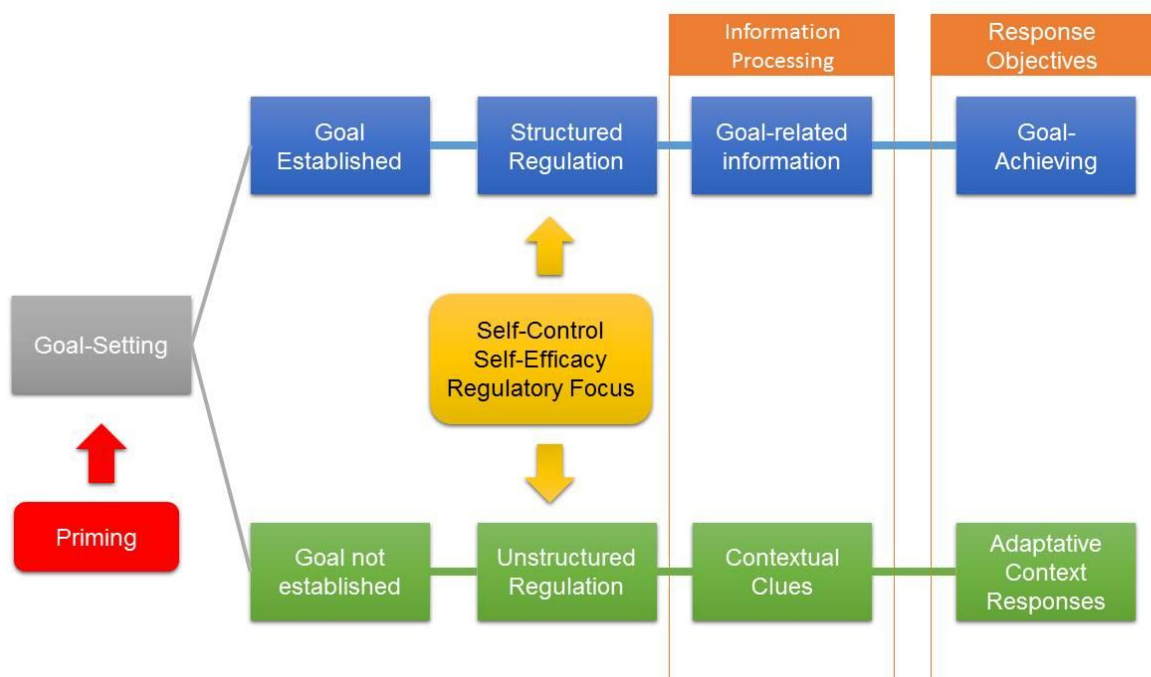 Information
Processing
Response
Objectives
Goal
Established
Structured
Regulation
Goal-related
information
Goal-
Achieving
Goal-Setting
Self-Control
Self-Efficacy
Regulatory Focus
Priming
Goal not
established
Unstructured
Regulation
Contextual
Clues
Adaptative
Context
Responses